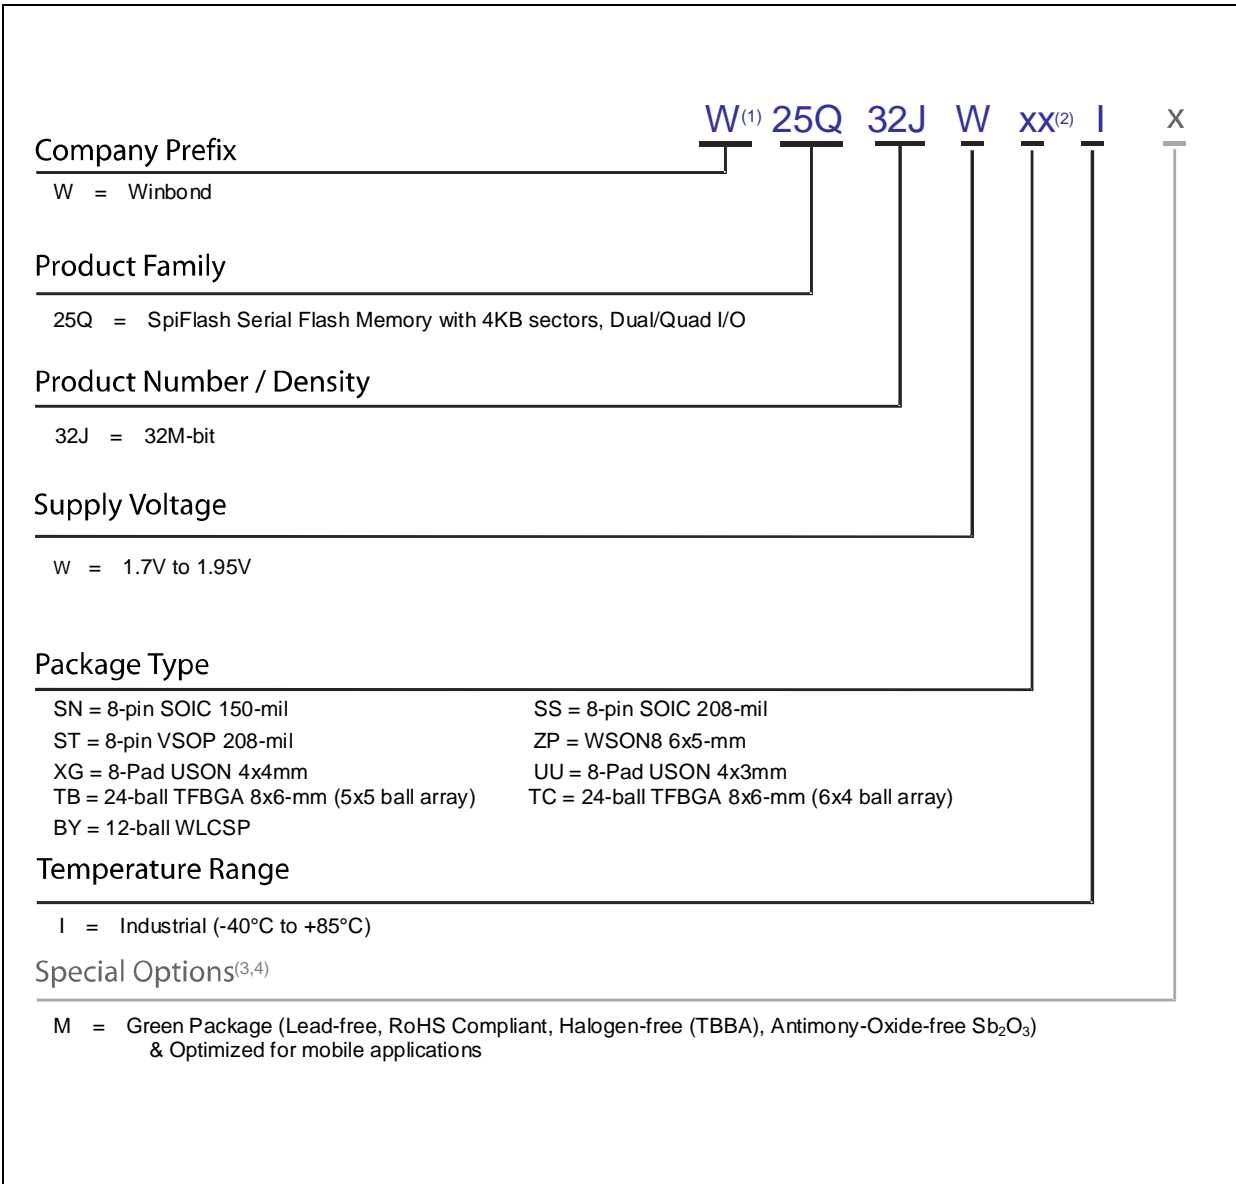 W(1) 25Q 32J W xx(2) I x
Company Prefix
W = Winbond
Product Family
25Q = SpiFlash Serial Flash Memory with 4KB sectors, Dual/Quad I/O
Product Number / Density
32J = 32M-bit
Supply Voltage
W = 1.7V to 1.95V
Package Type
SN = 8-pin SOIC 150-mil SS = 8-pin SOIC 208-mil
ST = 8-pin VSOP 208-mil ZP = WSON8 6x5-mm
XG = 8-Pad USON 4x4mm UU = 8-Pad USON 4x3mm
TB = 24-ball TFBGA 8x6-mm (5x5 ball array) TC = 24-ball TFBGA 8x6-mm (6x4 ball array)
BY = 12-ball WLCSP
Temperature Range
I = Industrial (-40°C to +85°C)
Special Options(3,4)
M = Green Package (Lead-free, RoHS Compliant, Halogen-free (TBBA), Antimony-Oxide-free Sb₂O₃)
& Optimized for mobile applications